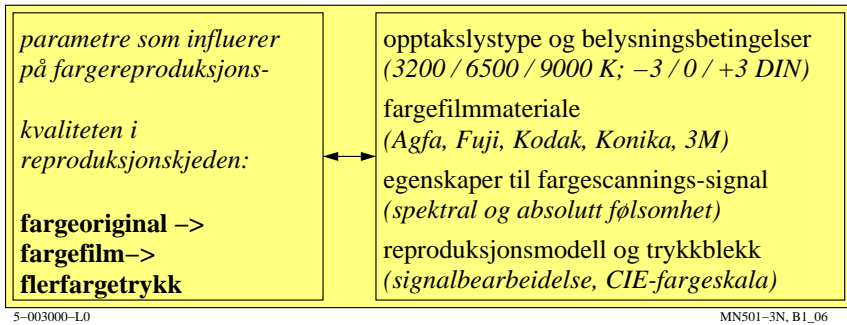 parametre som influerer
på fargereproduksjons-
kvaliteten i
reproduksjonskjeden:
fargeoriginal −>
fargefilm−>
flerfargetrykk
opptakslystype og belysningsbetingelser
(3200 / 6500 / 9000 K; −3 / 0 / +3 DIN)
fargefilmmateriale
(Agfa, Fuji, Kodak, Konika, 3M)
egenskaper til fargescannings-signal
(spektral og absolutt følsomhet)
reproduksjonsmodell og trykkblekk
(signalbearbeidelse, CIE-fargeskala)
5−003000−L0
MN501−3N, B1_06